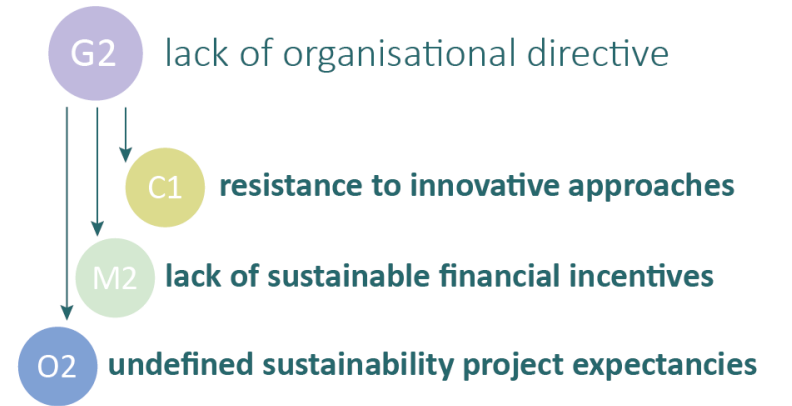 G2 lack of organisational directive
C1 resistance to innovative approaches
M2 lack of sustainable financial incentives
O2 undefined sustainability project expectancies